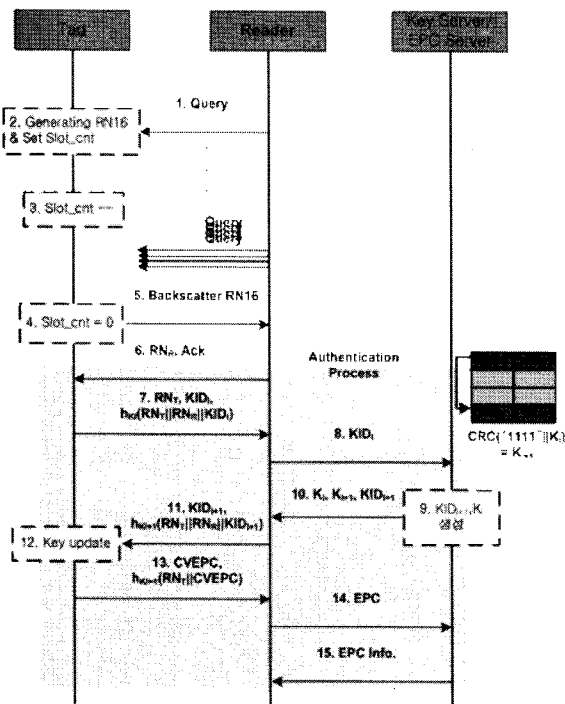 Tag
Reader
Key Server/
EPC Server
1. Query
2. Generating RN16
& Set Slot_cnt
3. Slot_cnt --
Query
Query
5. Backscatter RN16
4. Slot_cnt = 0
6. RN_R, Ack
Authentication
Process
7. RN_T, KID_i,
h_Ki(RN_T||RN_R||KID_i)
8. KID_i
CRC("1111"||K_i)
= K_i+1
10. K_i, K_i+1, KID_i+1
9. KID_i+1, K
생성
11. KID_i+1,
h_Ki+1(RN_T||RN_R||KID_i+1)
12. Key update
13. CVEPC,
h_Ki+1(RN_T||CVEPC)
14. EPC
15. EPC Info.